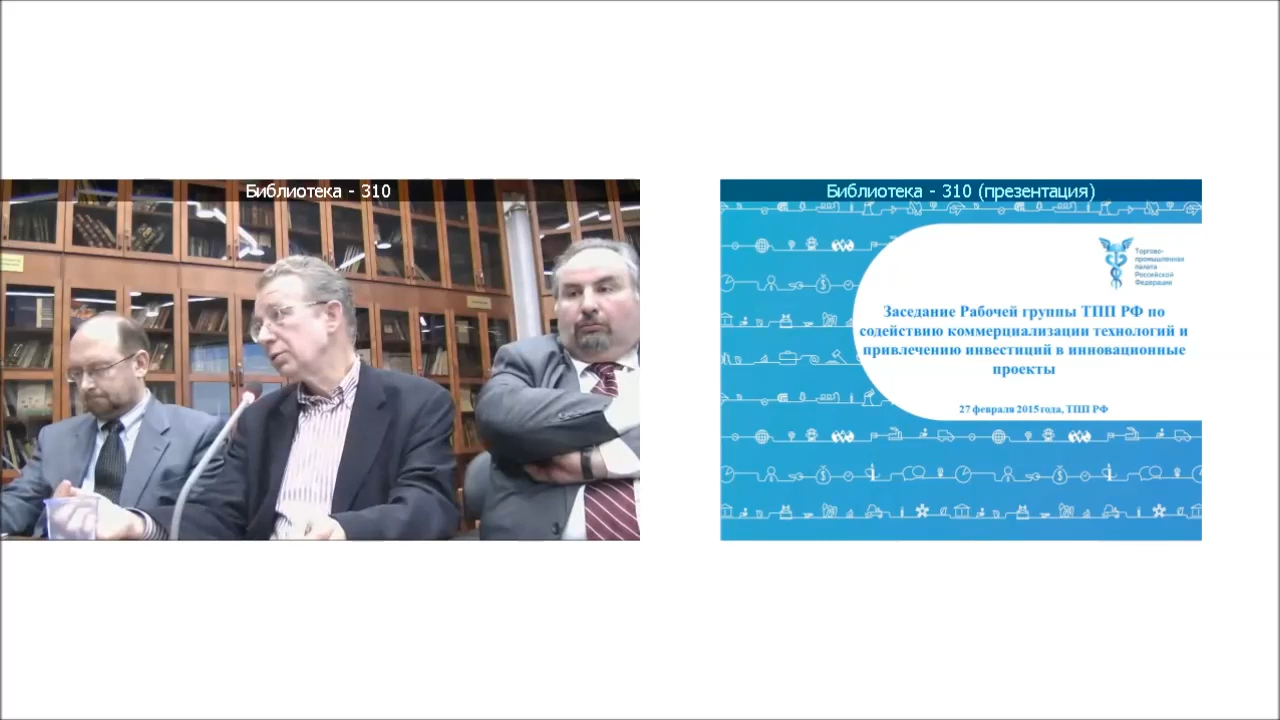 Библиотека - 310
Библиотека - 310 (презентация)
Торгово-
промышленная
палата
Российской
Федерации
Заседание Рабочей группы ТПП РФ по
содействию коммерциализации технологий и
привлечению инвестиций в инновационные
проекты
27 февраля 2015 года, ТПП РФ